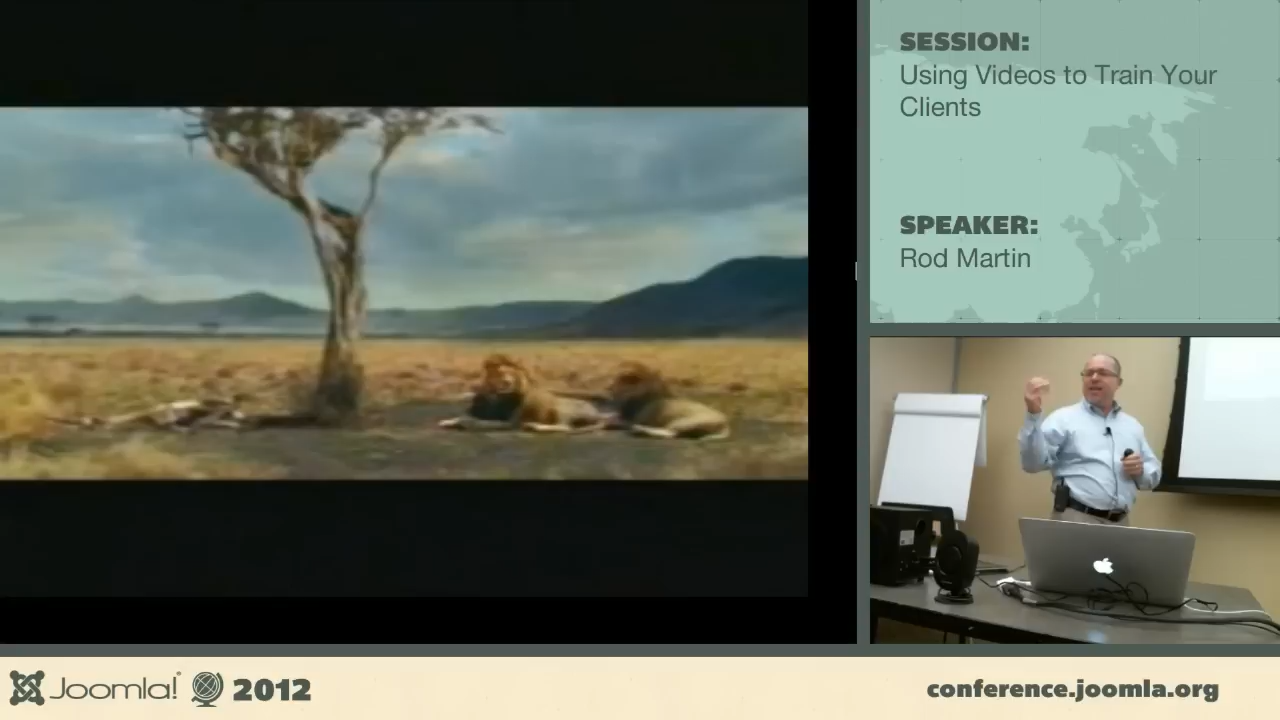 SESSION:
Using Videos to Train Your
Clients
SPEAKER:
Rod Martin
Joomla! 2012
conference.joomla.org